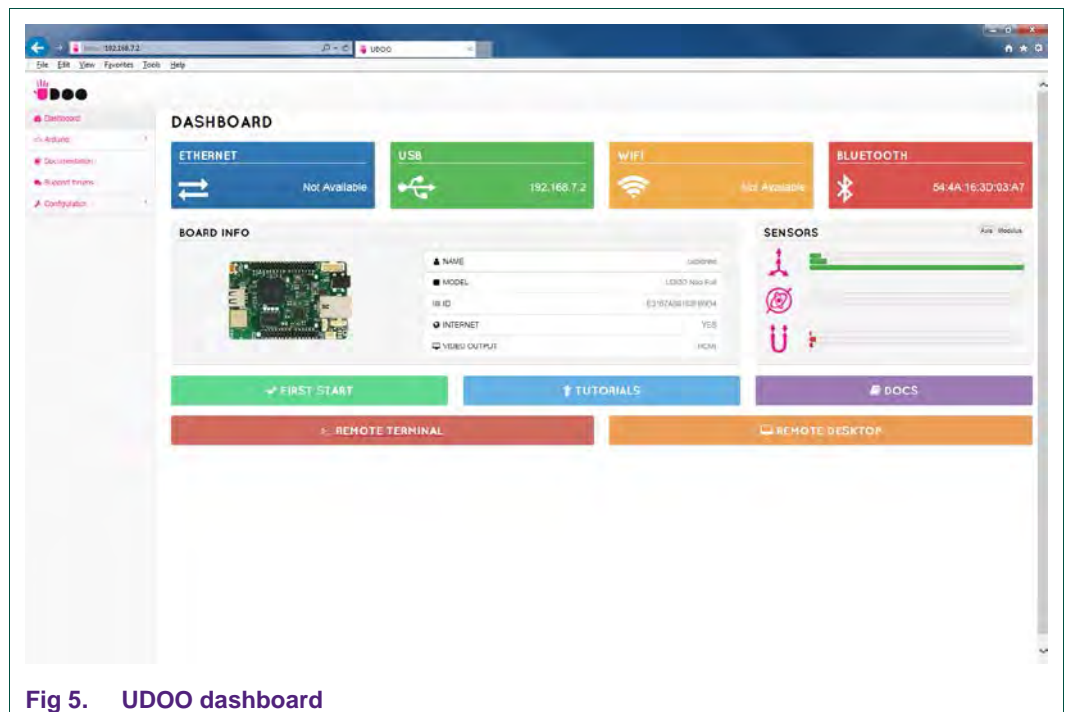 192.168.7.2
UDOO
File Edit View Favorites Tools Help
UDOO
Dashboard
Arduino
Documentation
Support forums
Configuration
DASHBOARD
ETHERNET
Not Available
USB
192.168.7.2
WIFI
Not Available
BLUETOOTH
54:4A:16:3D:03:A7
BOARD INFO
NAME
MODEL UDOO Neo Full
ID
INTERNET YES
VIDEO OUTPUT HDMI
SENSORS
Axis Modulus
FIRST START
TUTORIALS
DOCS
REMOTE TERMINAL
REMOTE DESKTOP
Fig 5. UDOO dashboard